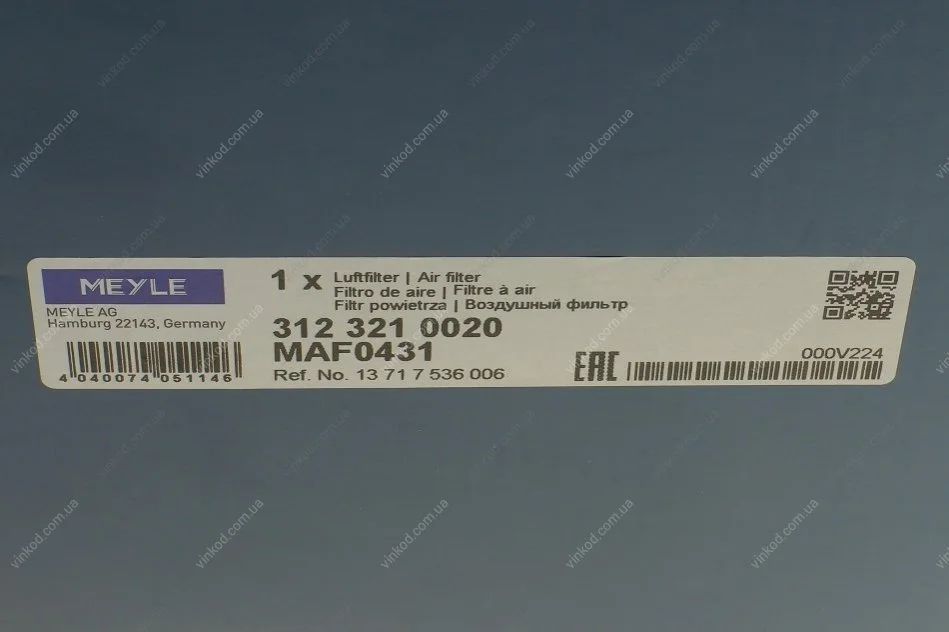 MEYLE
MEYLE AG
Hamburg 22143, Germany
4 040074 051146
1 x Luftfilter | Air filter
Filtro de aire | Filtre à air
Filtr powietrza | Воздушный фильтр
312 321 0020
MAF0431
Ref. No. 13 71 7 536 006
EAC
000V224
vinkod.com.ua